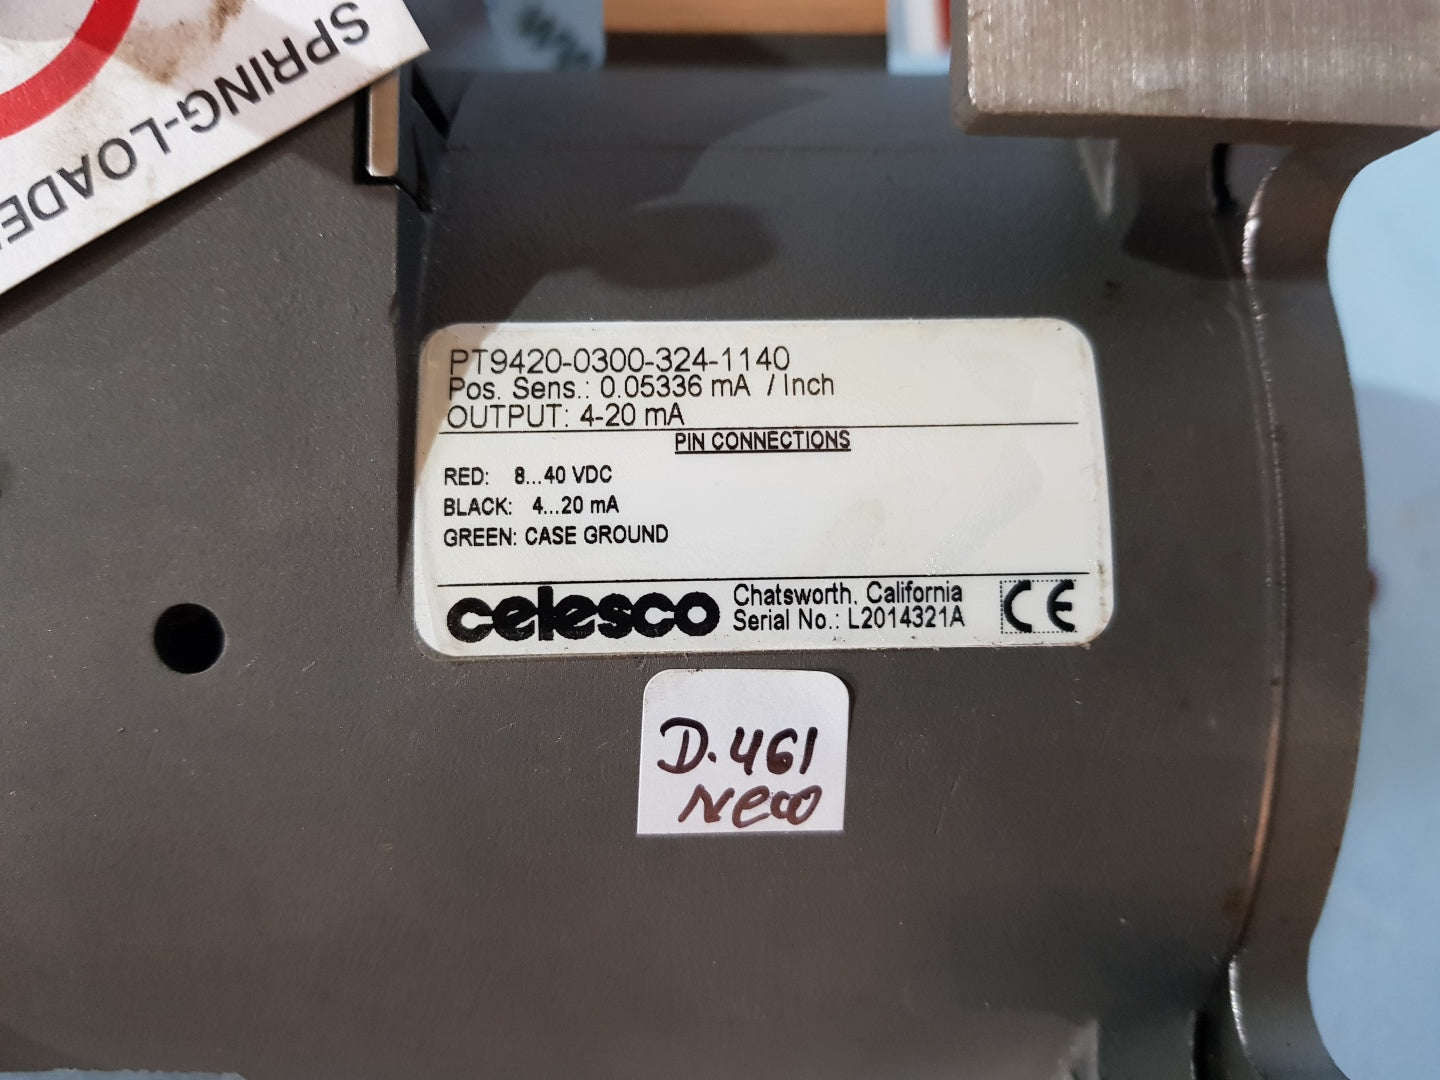 SPRING-LOADE
PT9420-0300-324-1140
Pos. Sens.: 0.05336 mA / Inch
OUTPUT: 4-20 mA
PIN CONNECTIONS
RED: 8...40 VDC
BLACK: 4...20 mA
GREEN: CASE GROUND
celesco
Chatsworth, California
Serial No.: L2014321A
CE
D.461
New